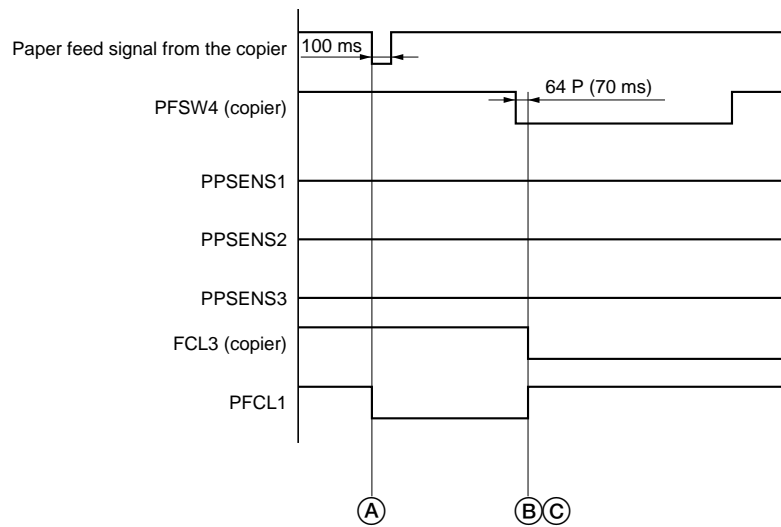 Paper feed signal from the copier
100 ms
64 P (70 ms)
PFSW4 (copier)
PPSENS1
PPSENS2
PPSENS3
FCL3 (copier)
PFCL1
A
B C